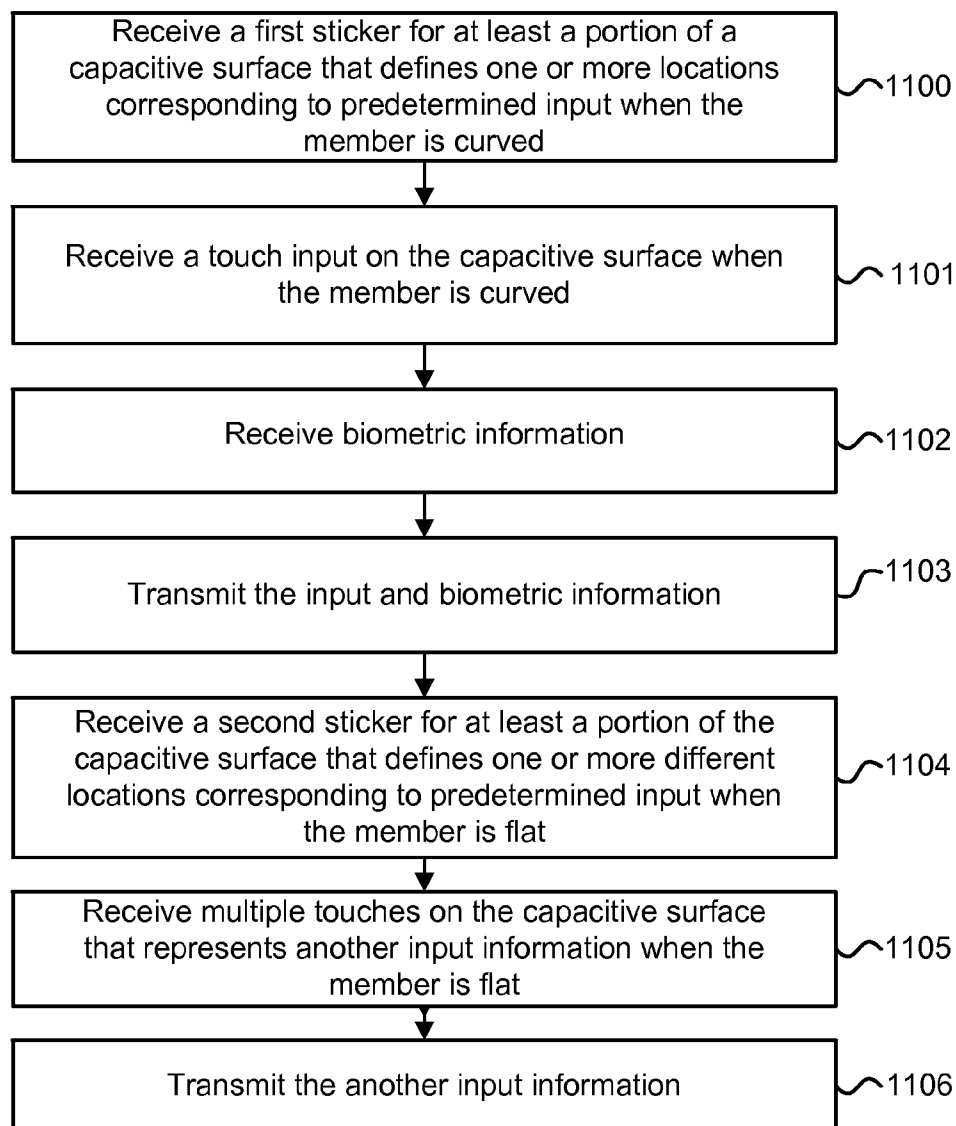 Receive a first sticker for at least a portion of a
capacitive surface that defines one or more locations
corresponding to predetermined input when the
member is curved
1100
Receive a touch input on the capacitive surface when
the member is curved
1101
Receive biometric information
1102
Transmit the input and biometric information
1103
Receive a second sticker for at least a portion of the
capacitive surface that defines one or more different
locations corresponding to predetermined input when
the member is flat
1104
Receive multiple touches on the capacitive surface
that represents another input information when the
member is flat
1105
Transmit the another input information
1106